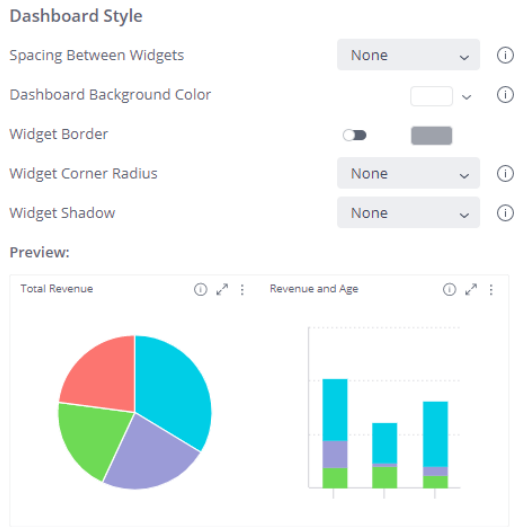 Dashboard Style
Spacing Between Widgets None
Dashboard Background Color
Widget Border
Widget Corner Radius None
Widget Shadow None
Preview:
Total Revenue Revenue and Age